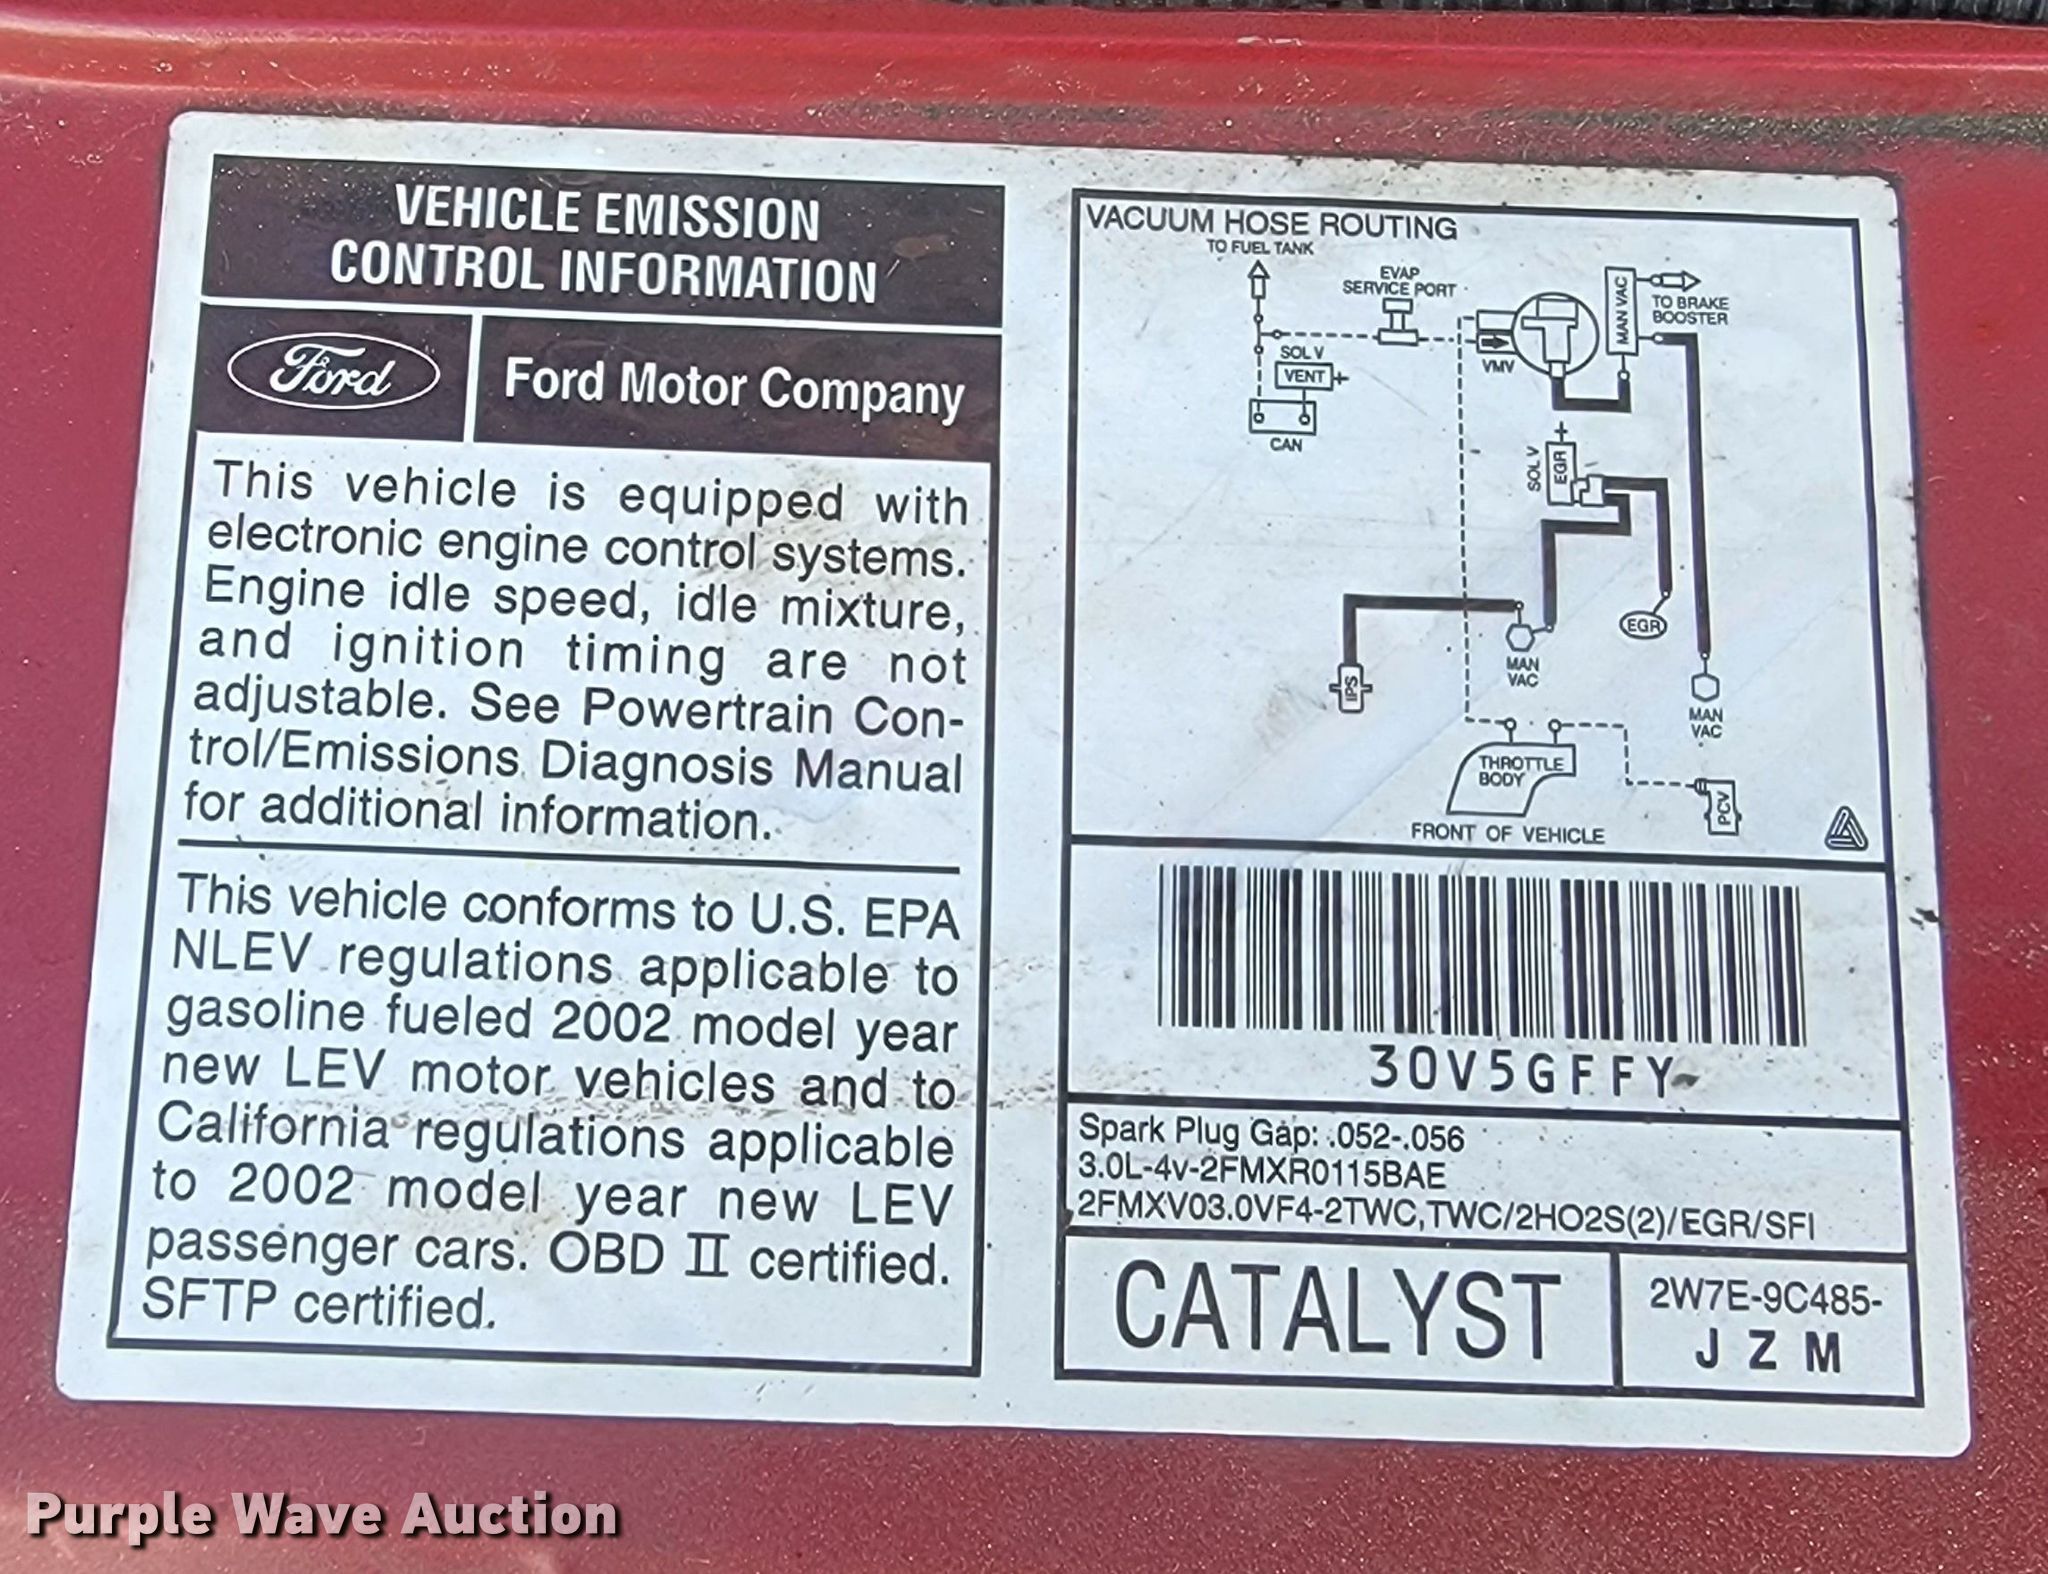 VEHICLE EMISSION
CONTROL INFORMATION
Ford
Ford Motor Company
This vehicle is equipped with
electronic engine control systems.
Engine idle speed, idle mixture,
and ignition timing are not
adjustable. See Powertrain Con-
trol/Emissions Diagnosis Manual
for additional information.
This vehicle conforms to U.S. EPA
NLEV regulations applicable to
gasoline fueled 2002 model year
new LEV motor vehicles and to
California regulations applicable
to 2002 model year new LEV
passenger cars. OBD II certified.
SFTP certified.
VACUUM HOSE ROUTING
TO FUEL TANK
EVAP
SERVICE PORT
MAN VAC
TO BRAKE
BOOSTER
SOL V
VENT +
VMV
CAN
+
SOL V
EGR
EGR
MAN
VAC
IPS
MAN
VAC
THROTTLE
BODY
PCV
FRONT OF VEHICLE
30V5GFFY
Spark Plug Gap: .052-.056
3.0L-4v-2FMXR0115BAE
2FMXV03.0VF4-2TWC,TWC/2HO2S(2)/EGR/SFI
CATALYST
2W7E-9C485-
J Z M
Purple Wave Auction